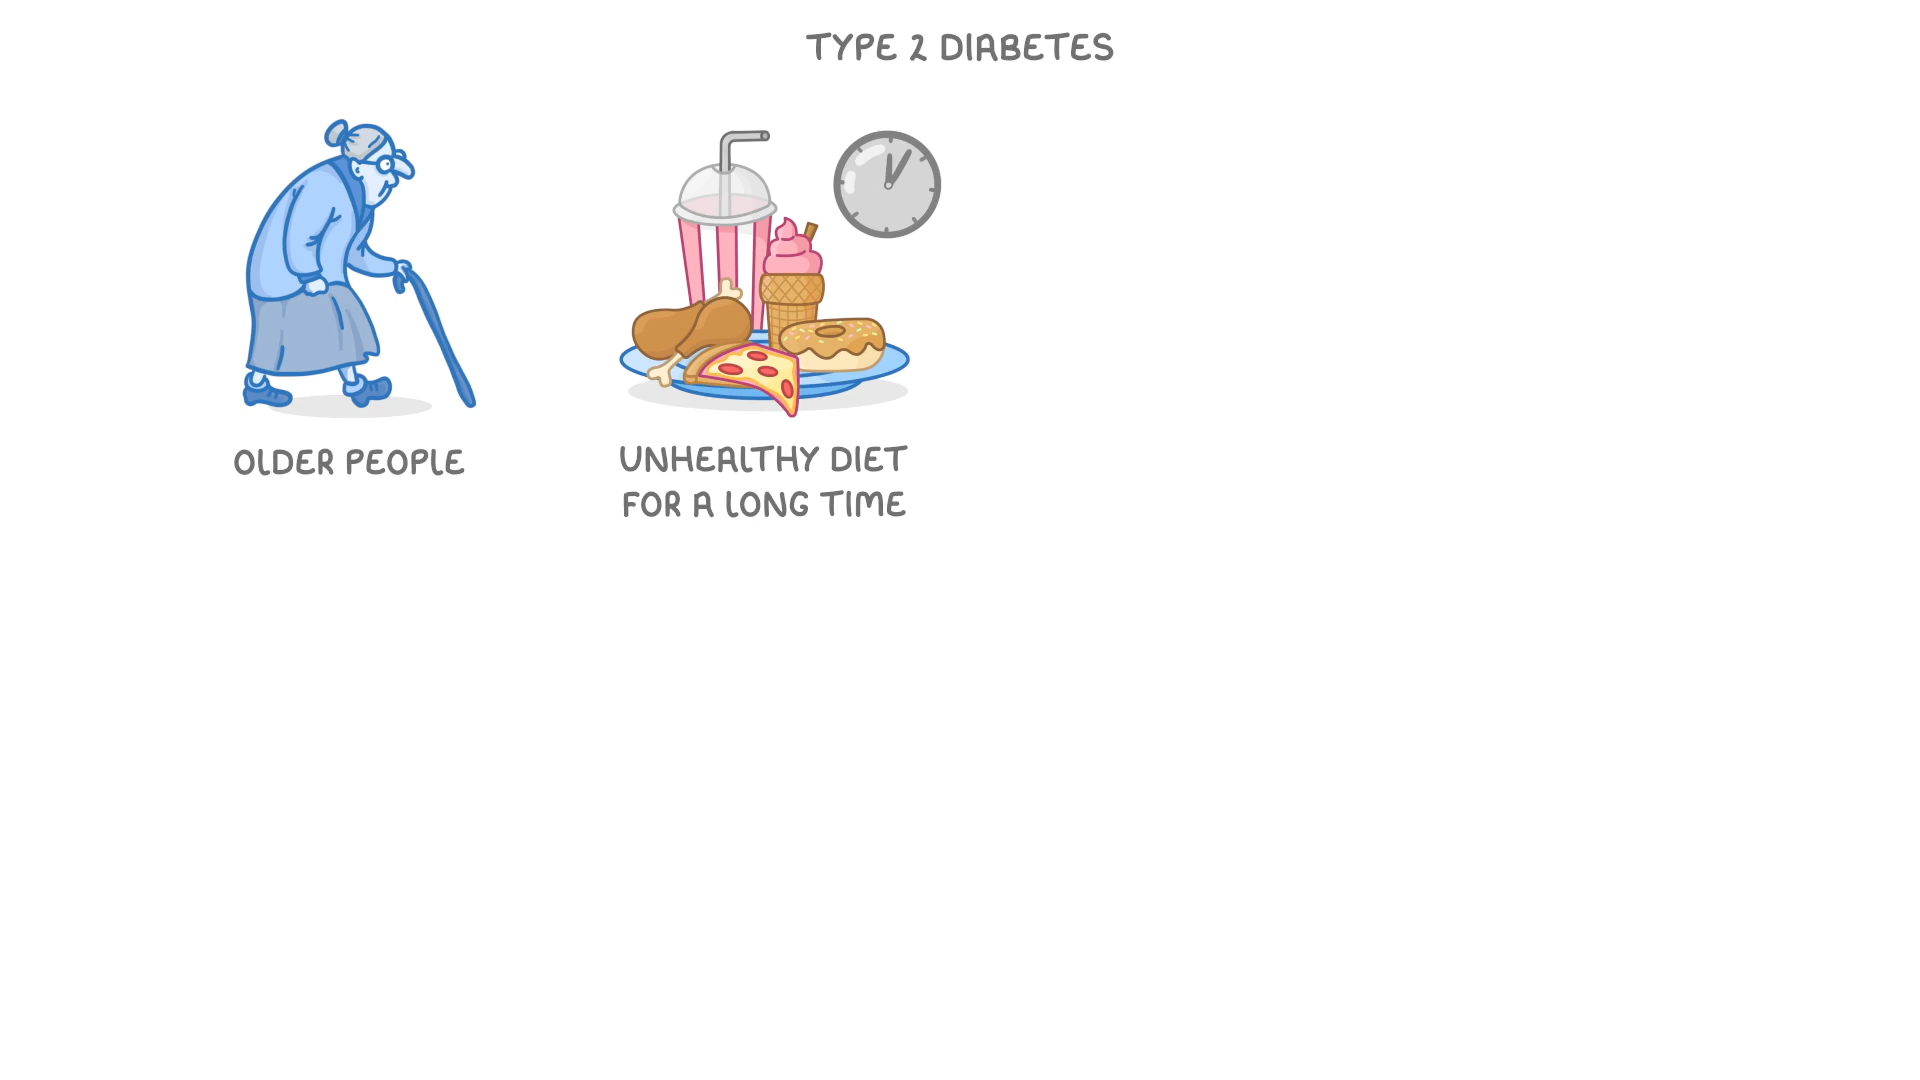 TYPE 2 DIABETES
OLDER PEOPLE
UNHEALTHY DIET
FOR A LONG TIME